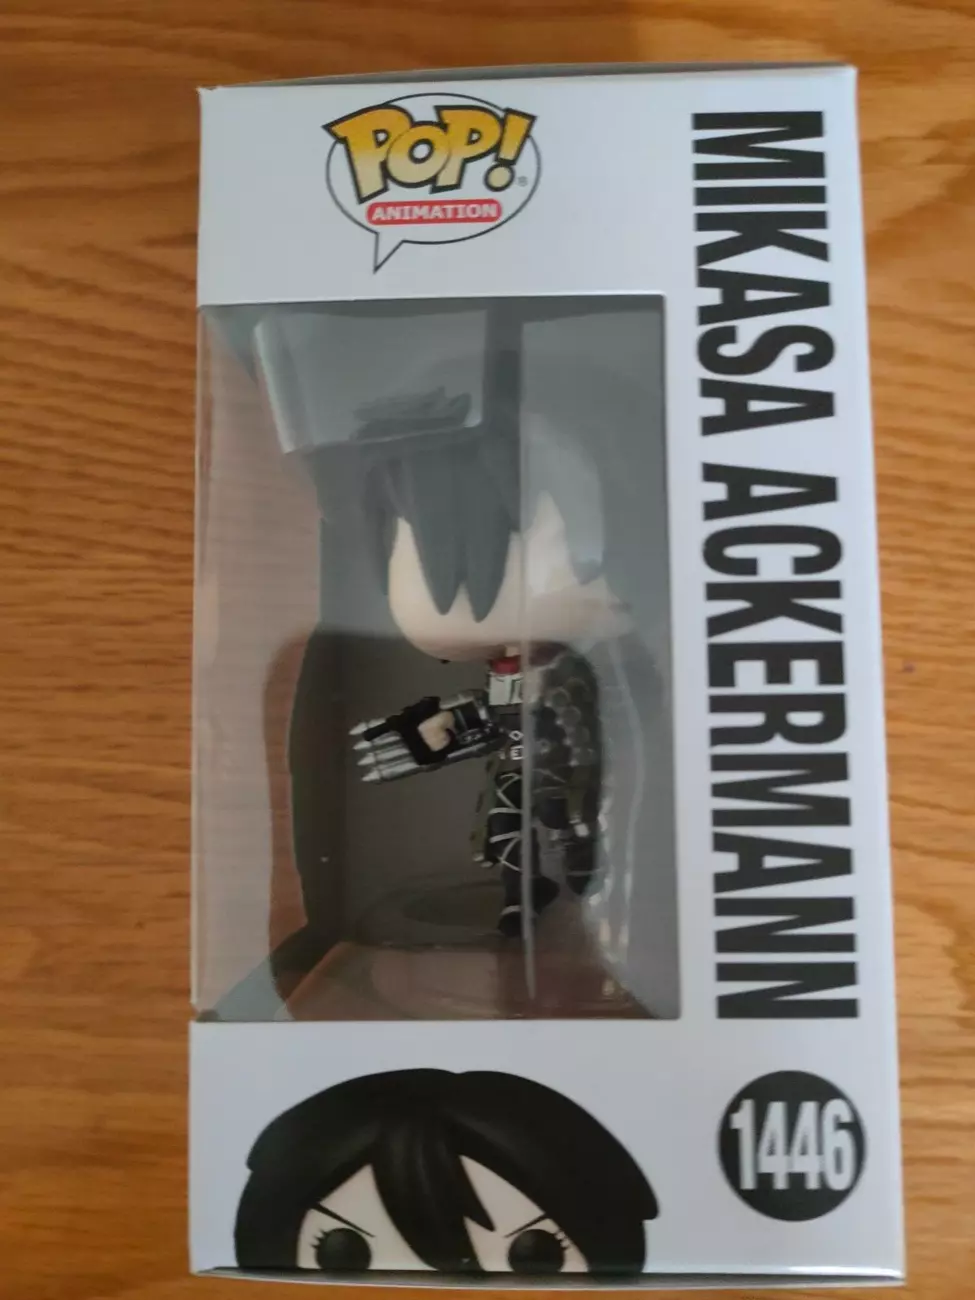 POP!
ANIMATION
MIKASA ACKERMANN
1446